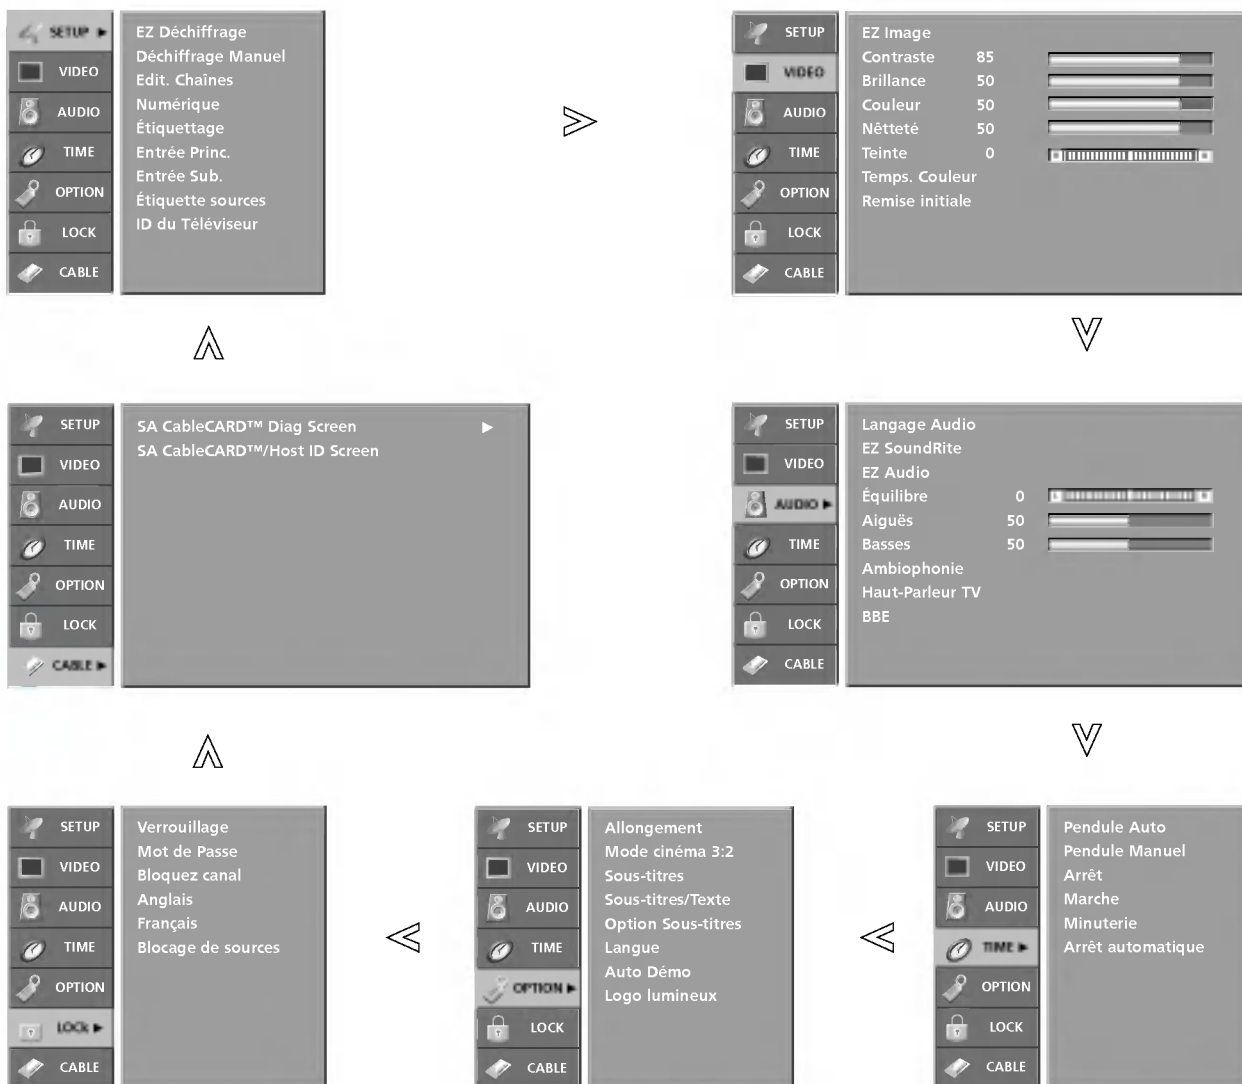 SETUP
VIDEO
AUDIO
TIME
OPTION
LOCK
CABLE
EZ Déchiffrage
Déchiffrage Manuel
Edit. Chaînes
Numérique
Étiquettage
Entrée Princ.
Entrée Sub.
Étiquette sources
ID du Téléviseur
SETUP
VIDEO
AUDIO
TIME
OPTION
LOCK
CABLE
EZ Image
Contraste 85
Brillance 50
Couleur 50
Nêtteté 50
Teinte 0
Temps. Couleur
Remise initiale
SETUP
VIDEO
AUDIO
TIME
OPTION
LOCK
CABLE
SA CableCARD™ Diag Screen
SA CableCARD™/Host ID Screen
SETUP
VIDEO
AUDIO
TIME
OPTION
LOCK
CABLE
Langage Audio
EZ SoundRite
EZ Audio
Équilibre 0 L R
Aiguës 50
Basses 50
Ambiophonie
Haut-Parleur TV
BBE
SETUP
VIDEO
AUDIO
TIME
OPTION
LOCK
CABLE
Verrouillage
Mot de Passe
Bloquez canal
Anglais
Français
Blocage de sources
SETUP
VIDEO
AUDIO
TIME
OPTION
LOCK
CABLE
Allongement
Mode cinéma 3:2
Sous-titres
Sous-titres/Texte
Option Sous-titres
Langue
Auto Démo
Logo lumineux
SETUP
VIDEO
AUDIO
TIME
OPTION
LOCK
CABLE
Pendule Auto
Pendule Manuel
Arrêt
Marche
Minuterie
Arrêt automatique